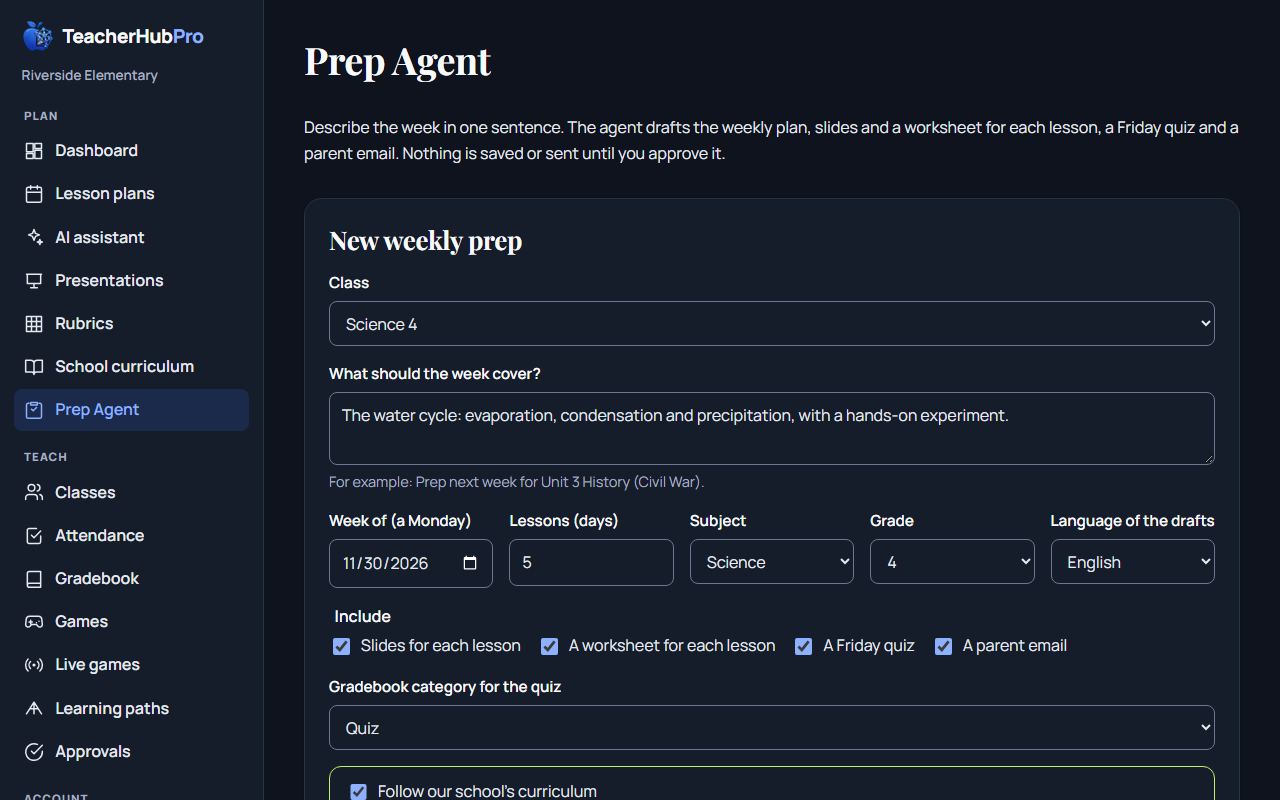 TeacherHubPro
Riverside Elementary
PLAN
Dashboard
Lesson plans
AI assistant
Presentations
Rubrics
School curriculum
Prep Agent
TEACH
Classes
Attendance
Gradebook
Games
Live games
Learning paths
Approvals
ACCOUNT
Prep Agent
Describe the week in one sentence. The agent drafts the weekly plan, slides and a worksheet for each lesson, a Friday quiz and a
parent email. Nothing is saved or sent until you approve it.
New weekly prep
Class
Science 4
What should the week cover?
The water cycle: evaporation, condensation and precipitation, with a hands-on experiment.
For example: Prep next week for Unit 3 History (Civil War).
Week of (a Monday) Lessons (days) Subject Grade Language of the drafts
11/30/2026 5 Science 4 English
Include
Slides for each lesson A worksheet for each lesson A Friday quiz A parent email
Gradebook category for the quiz
Quiz
Follow our school's curriculum